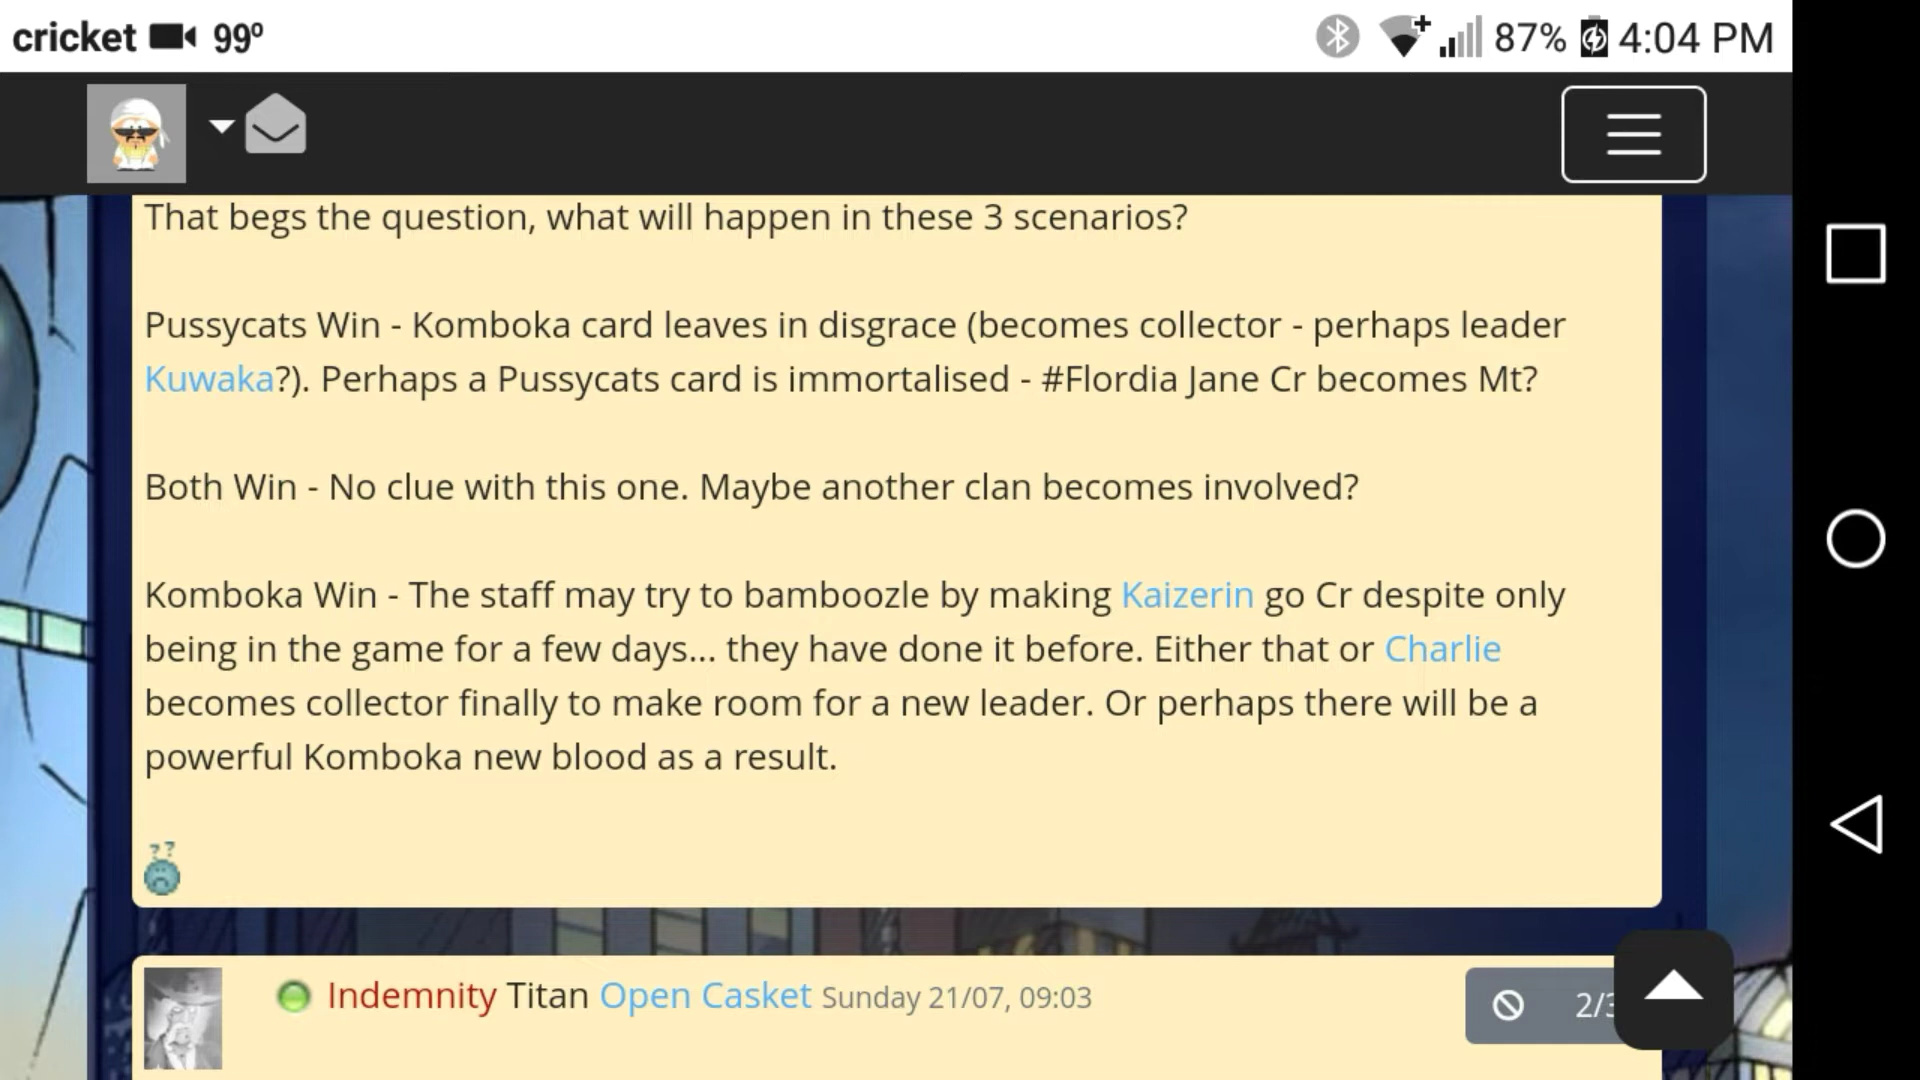 cricket 99º 87% 4:04 PM
That begs the question, what will happen in these 3 scenarios?
Pussycats Win - Komboka card leaves in disgrace (becomes collector - perhaps leader
Kuwaka?). Perhaps a Pussycats card is immortalised - #Flordia Jane Cr becomes Mt?
Both Win - No clue with this one. Maybe another clan becomes involved?
Komboka Win - The staff may try to bamboozle by making Kaizerin go Cr despite only
being in the game for a few days... they have done it before. Either that or Charlie
becomes collector finally to make room for a new leader. Or perhaps there will be a
powerful Komboka new blood as a result.
??
Indemnity Titan Open Casket Sunday 21/07, 09:03 2/3